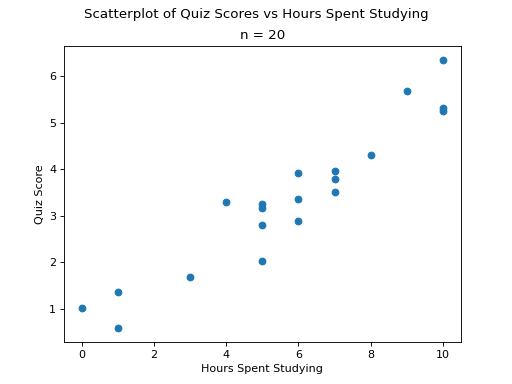 Scatterplot of Quiz Scores vs Hours Spent Studying
n = 20
6
5
4
3
2
1
Quiz Score
0 2 4 6 8 10
Hours Spent Studying